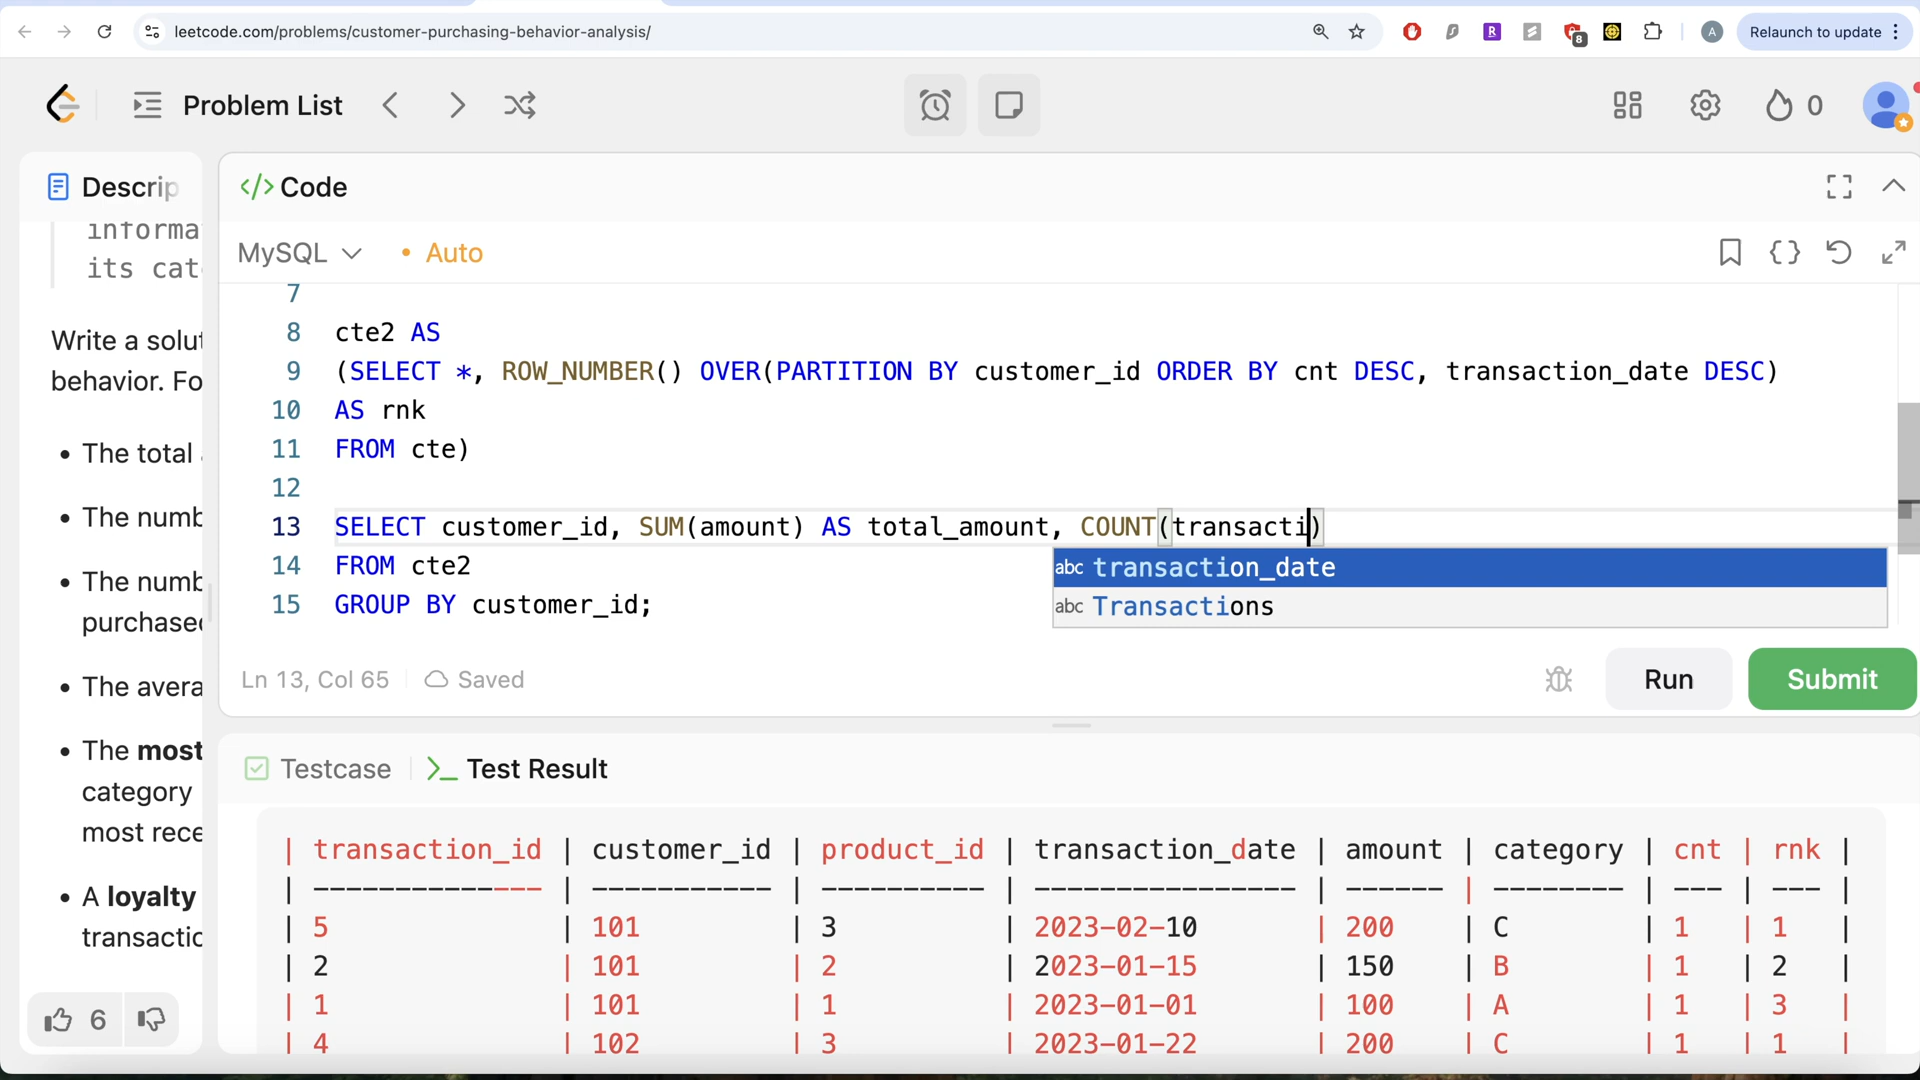 leetcode.com/problems/customer-purchasing-behavior-analysis/
8
A
Relaunch to update
Problem List
0
Descrip
informa
its cat
Write a solut
behavior. Fo
The total
The numb
The numb
purchased
The avera
The most
category
most rece
A loyalty
transactio
6
</> Code
MySQL
• Auto
7
8 cte2 AS
9 (SELECT *, ROW_NUMBER() OVER(PARTITION BY customer_id ORDER BY cnt DESC, transaction_date DESC)
10 AS rnk
11 FROM cte)
12
13 SELECT customer_id, SUM(amount) AS total_amount, COUNT(transacti)
14 FROM cte2
15 GROUP BY customer_id;
abc transaction_date
abc Transactions
Ln 13, Col 65
Saved
Run
Submit
Testcase
>_ Test Result
| transaction_id | customer_id | product_id | transaction_date | amount | category | cnt | rnk |
| -------------- | ----------- | ---------- | ---------------- | ------ | -------- | --- | --- |
| 5 | 101 | 3 | 2023-02-10 | 200 | C | 1 | 1 |
| 2 | 101 | 2 | 2023-01-15 | 150 | B | 1 | 2 |
| 1 | 101 | 1 | 2023-01-01 | 100 | A | 1 | 3 |
| 4 | 102 | 3 | 2023-01-22 | 200 | C | 1 | 1 |